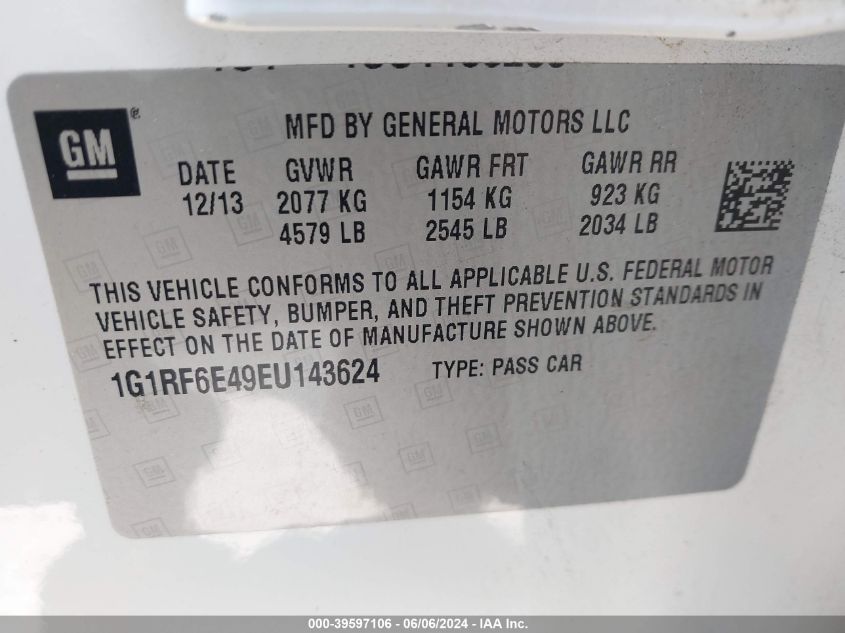 GM®
MFD BY GENERAL MOTORS LLC
DATE GVWR GAWR FRT GAWR RR
12/13 2077 KG 1154 KG 923 KG
4579 LB 2545 LB 2034 LB
THIS VEHICLE CONFORMS TO ALL APPLICABLE U.S. FEDERAL MOTOR
VEHICLE SAFETY, BUMPER, AND THEFT PREVENTION STANDARDS IN
EFFECT ON THE DATE OF MANUFACTURE SHOWN ABOVE.
1G1RF6E49EU143624 TYPE: PASS CAR
000-39597106 - 06/06/2024 - IAA Inc.